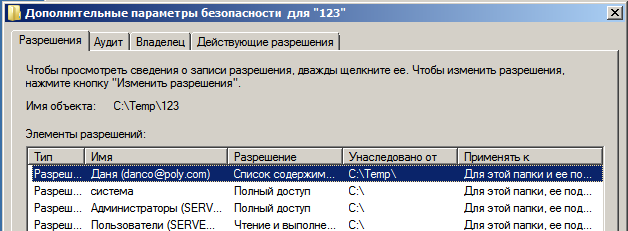 Дополнительные параметры безопасности для "123"
Разрешения Аудит Владелец Действующие разрешения
Чтобы просмотреть сведения о записи разрешения, дважды щелкните ее. Чтобы изменить разрешения,
нажмите кнопку "Изменить разрешения".
Имя объекта: C:\Temp\123
Элементы разрешений:
Тип Имя Разрешение Унаследовано от Применять к
Разреш... Даня (danco@poly.com) Список содержим... C:\Temp\ Для этой папки и ее по...
Разреш... система Полный доступ C:\ Для этой папки, ее под...
Разреш... Администраторы (SERVE... Полный доступ C:\ Для этой папки, ее под...
Разреш... Пользователи (SERVE... Чтение и выполне... C:\ Для этой папки, ее под...